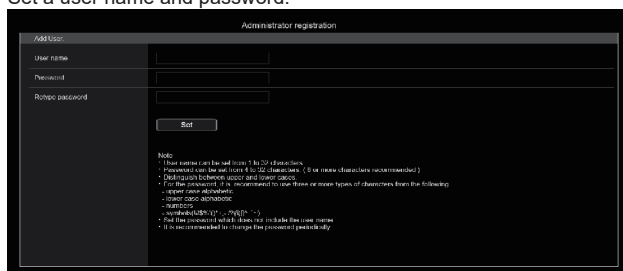 Set a user name and password.
Administrator registration
Add User.
User name
Password
Retype password
Set
Note
· User name can be set from 1 to 32 characters
· Password can be set from 4 to 32 characters. ( 8 or more characters recommended )
· Distinguish between upper and lower cases.
· For the password, it is recommend to use three or more types of characters from the following
- upper case alphabetic
- lower case alphabetic
- numbers
- symbols
· Set the password which does not include the user name
· It is recommended to change the password periodically